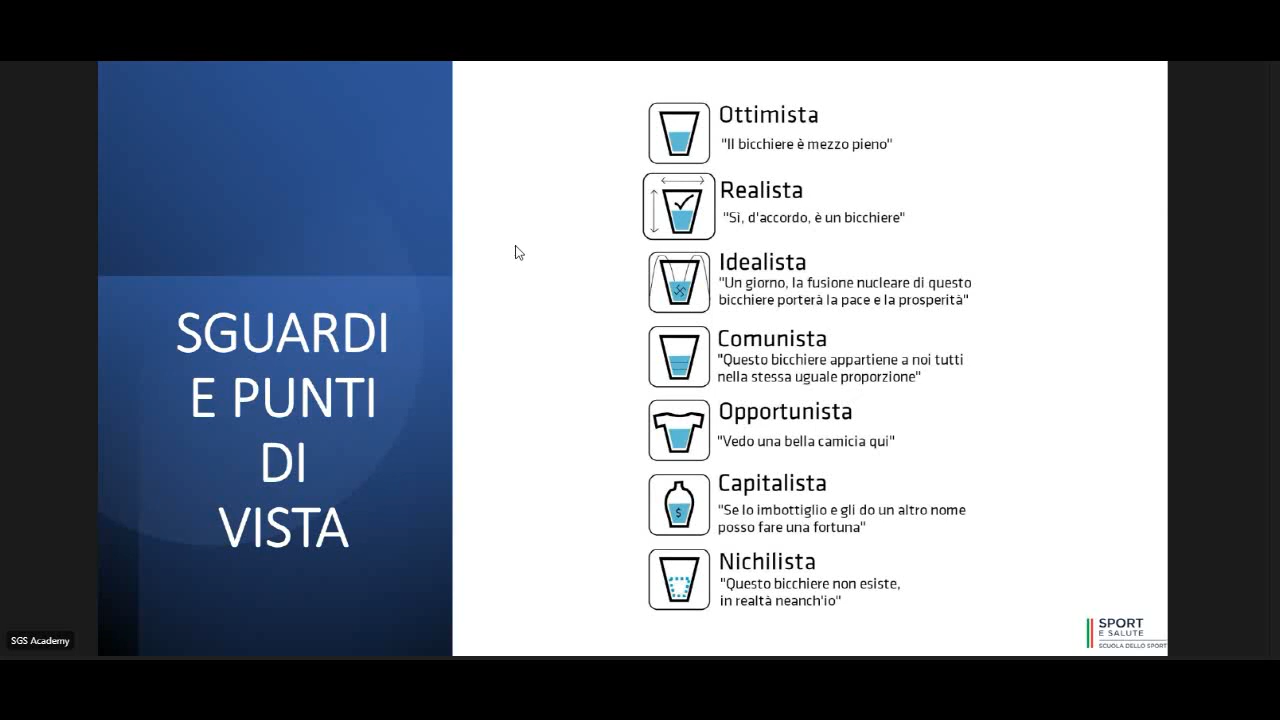 SGUARDI
E PUNTI
DI
VISTA
Ottimista
"Il bicchiere è mezzo pieno"
Realista
"Sì, d'accordo, è un bicchiere"
Idealista
"Un giorno, la fusione nucleare di questo
bicchiere porterà la pace e la prosperità"
Comunista
"Questo bicchiere appartiene a noi tutti
nella stessa uguale proporzione"
Opportunista
"Vedo una bella camicia qui"
Capitalista
$
"Se lo imbottiglio e gli do un altro nome
posso fare una fortuna"
Nichilista
"Questo bicchiere non esiste,
in realtà neanch'io"
SGS Academy
SPORT
E SALUTE
SCUOLA DELLO SPORT